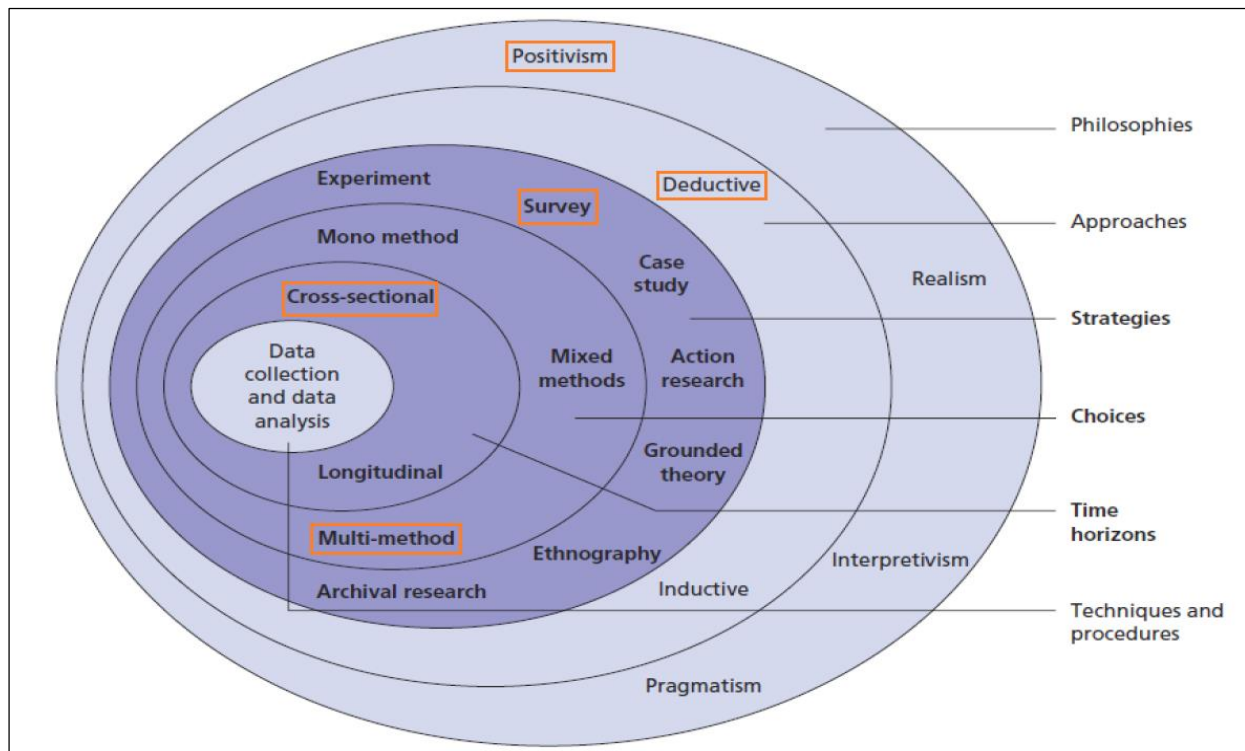 Positivism
Philosophies
Experiment
Deductive
Survey
Approaches
Mono method
Case
study
Realism
Cross-sectional
Strategies
Data
collection
and data
analysis
Mixed
methods
Action
research
Choices
Grounded
theory
Longitudinal
Time
horizons
Multi-method
Ethnography
Interpretivism
Archival research
Inductive
Techniques and
procedures
Pragmatism